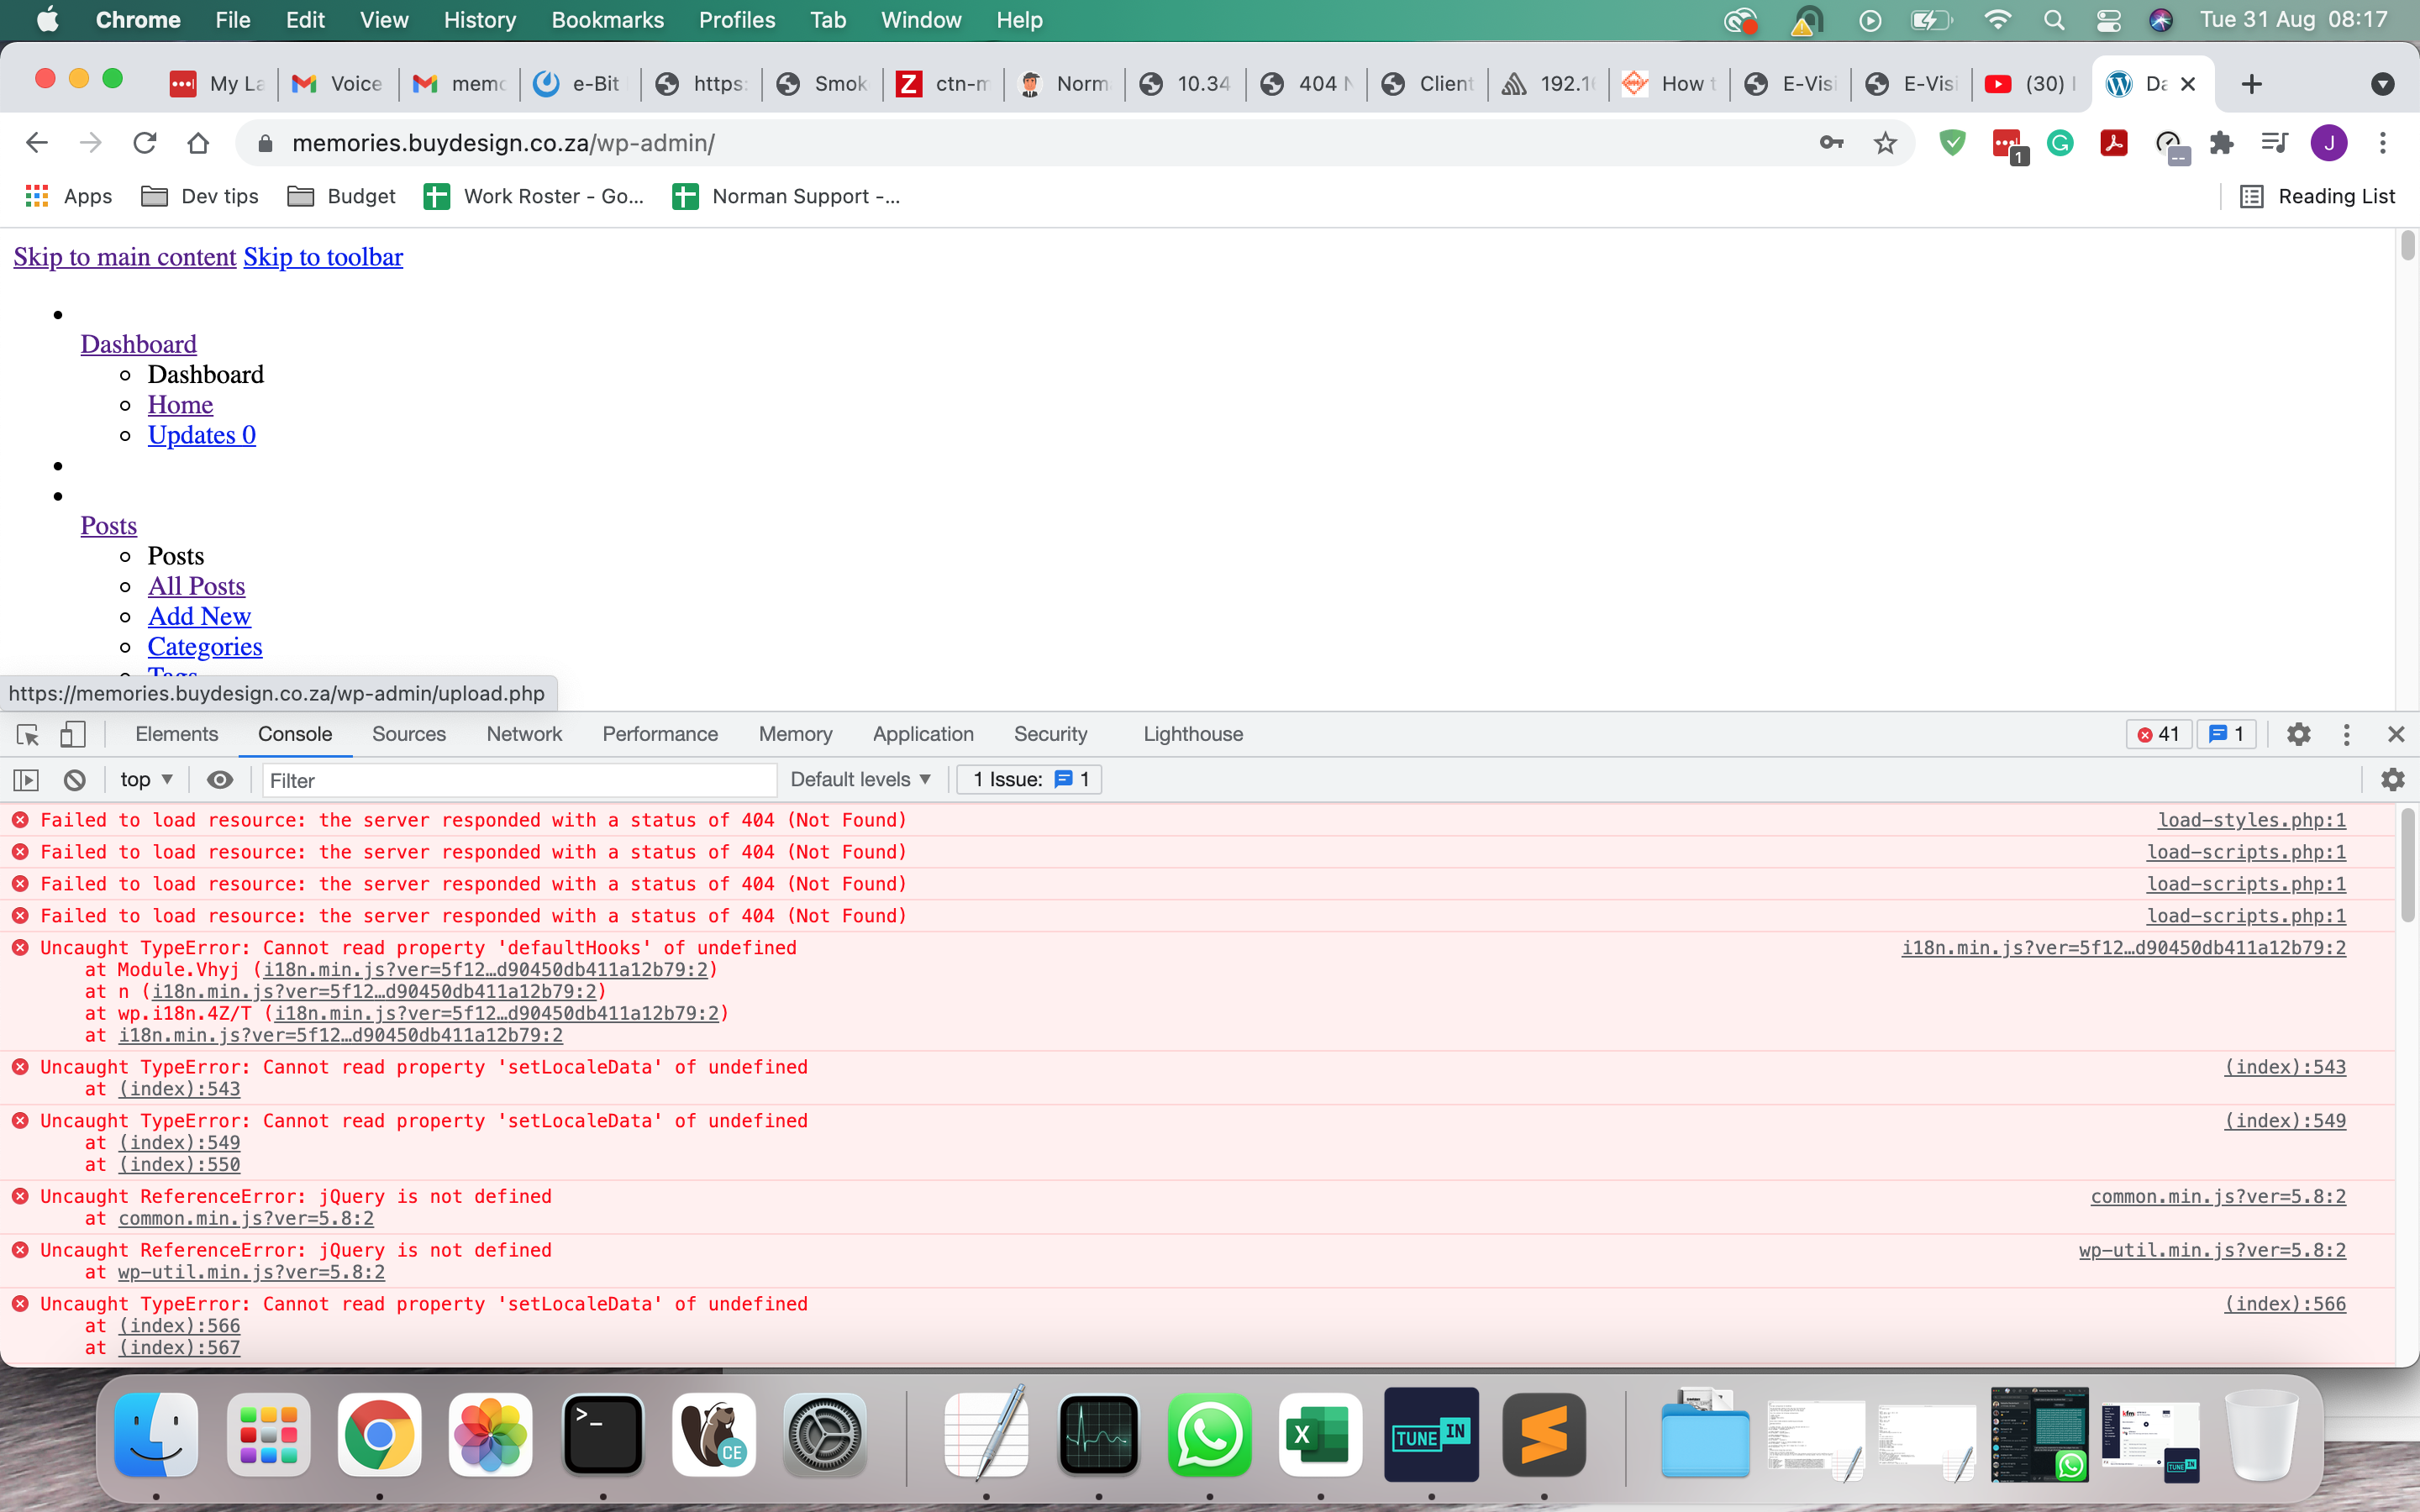 Chrome File Edit View History Bookmarks Profiles Tab Window Help Tue 31 Aug 08:17
My La Voice memo e-Bit https: Smok ctn-m Norm 10.34 404 N Client 192.16 How t E-Visi E-Visi (30) Da
memories.buydesign.co.za/wp-admin/
1
J
Apps Dev tips Budget Work Roster - Go... Norman Support -... Reading List
Skip to main content Skip to toolbar
Dashboard
Dashboard
Home
Updates 0
Posts
Posts
All Posts
Add New
Categories
Tags
https://memories.buydesign.co.za/wp-admin/upload.php
Elements Console Sources Network Performance Memory Application Security Lighthouse 41 1
top Filter Default levels 1 Issue: 1
Failed to load resource: the server responded with a status of 404 (Not Found) load-styles.php:1
Failed to load resource: the server responded with a status of 404 (Not Found) load-scripts.php:1
Failed to load resource: the server responded with a status of 404 (Not Found) load-scripts.php:1
Failed to load resource: the server responded with a status of 404 (Not Found) load-scripts.php:1
Uncaught TypeError: Cannot read property 'defaultHooks' of undefined i18n.min.js?ver=5f12…d90450db411a12b79:2
at Module.Vhyj (i18n.min.js?ver=5f12…d90450db411a12b79:2)
at n (i18n.min.js?ver=5f12…d90450db411a12b79:2)
at wp.i18n.4Z/T (i18n.min.js?ver=5f12…d90450db411a12b79:2)
at i18n.min.js?ver=5f12…d90450db411a12b79:2
Uncaught TypeError: Cannot read property 'setLocaleData' of undefined (index):543
at (index):543
Uncaught TypeError: Cannot read property 'setLocaleData' of undefined (index):549
at (index):549
at (index):550
Uncaught ReferenceError: jQuery is not defined common.min.js?ver=5.8:2
at common.min.js?ver=5.8:2
Uncaught ReferenceError: jQuery is not defined wp-util.min.js?ver=5.8:2
at wp-util.min.js?ver=5.8:2
Uncaught TypeError: Cannot read property 'setLocaleData' of undefined (index):566
at (index):566
at (index):567
CE
X
TUNE IN
TUNE IN